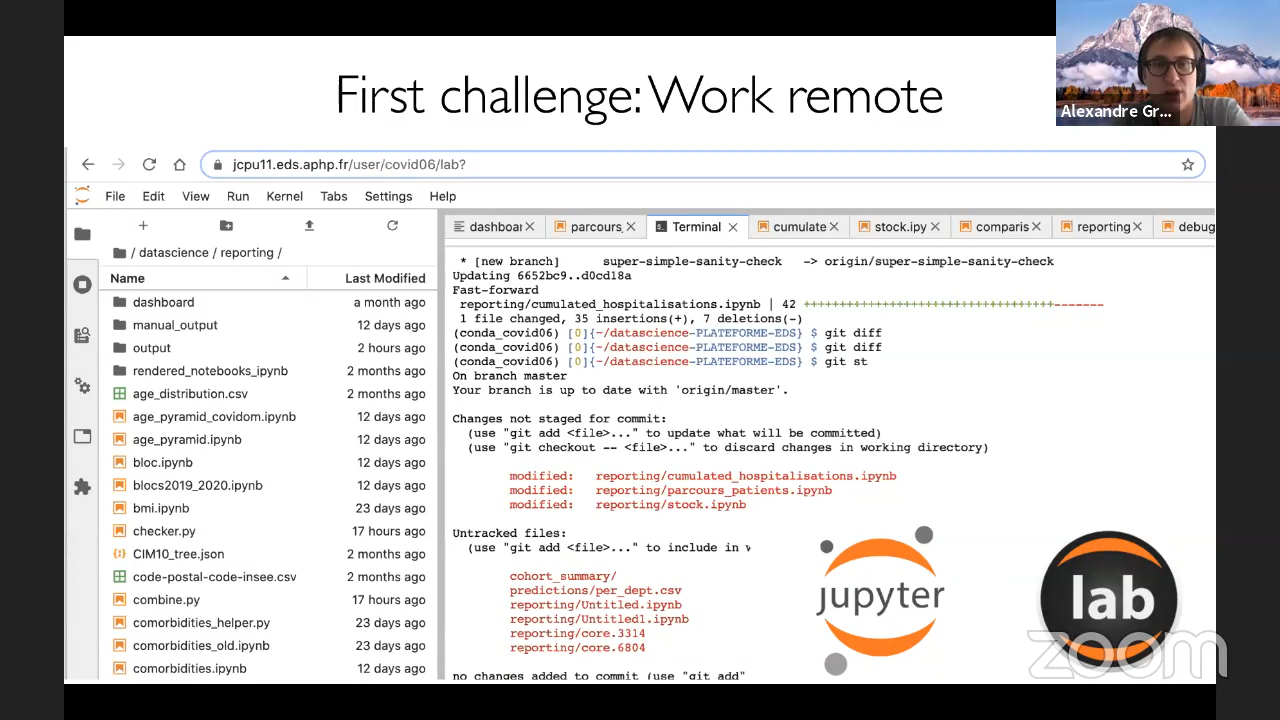 First challenge: Work remote
Alexandre Gr...
jcpu11.eds.aphp.fr/user/covid06/lab?
File Edit View Run Kernel Tabs Settings Help
dashboar parcours_ Terminal cumulate stock.ipy comparis reporting debug
/ datascience / reporting /
Name Last Modified
dashboard a month ago
manual_output 12 days ago
output 2 hours ago
rendered_notebooks_ipynb 2 months ago
age_distribution.csv 2 months ago
age_pyramid_covidom.ipynb 12 days ago
age_pyramid.ipynb 12 days ago
bloc.ipynb 12 days ago
blocs2019_2020.ipynb 12 days ago
bmi.ipynb 23 days ago
checker.py 17 hours ago
CIM10_tree.json 2 months ago
code-postal-code-insee.csv 2 months ago
combine.py 17 hours ago
comorbidities_helper.py 23 days ago
comorbidities_old.ipynb 23 days ago
comorbidities.ipynb 12 days ago
* [new branch] super-simple-sanity-check -> origin/super-simple-sanity-check
Updating 6652bc9..d0cd18a
Fast-forward
reporting/cumulated_hospitalisations.ipynb | 42 +++++++++++++++++++++++++++++++++++-------
1 file changed, 35 insertions(+), 7 deletions(-)
(conda_covid06) [0]{~/datascience-PLATEFORME-EDS} $ git diff
(conda_covid06) [0]{~/datascience-PLATEFORME-EDS} $ git diff
(conda_covid06) [0]{~/datascience-PLATEFORME-EDS} $ git st
On branch master
Your branch is up to date with 'origin/master'.
Changes not staged for commit:
(use "git add <file>..." to update what will be committed)
(use "git checkout -- <file>..." to discard changes in working directory)
modified: reporting/cumulated_hospitalisations.ipynb
modified: reporting/parcours_patients.ipynb
modified: reporting/stock.ipynb
Untracked files:
(use "git add <file>..." to include in
cohort_summary/
predictions/per_dept.csv
reporting/Untitled.ipynb
reporting/Untitled1.ipynb
reporting/core.3314
reporting/core.6804
no changes added to commit (use "git add"
jupyter
lab
zoom